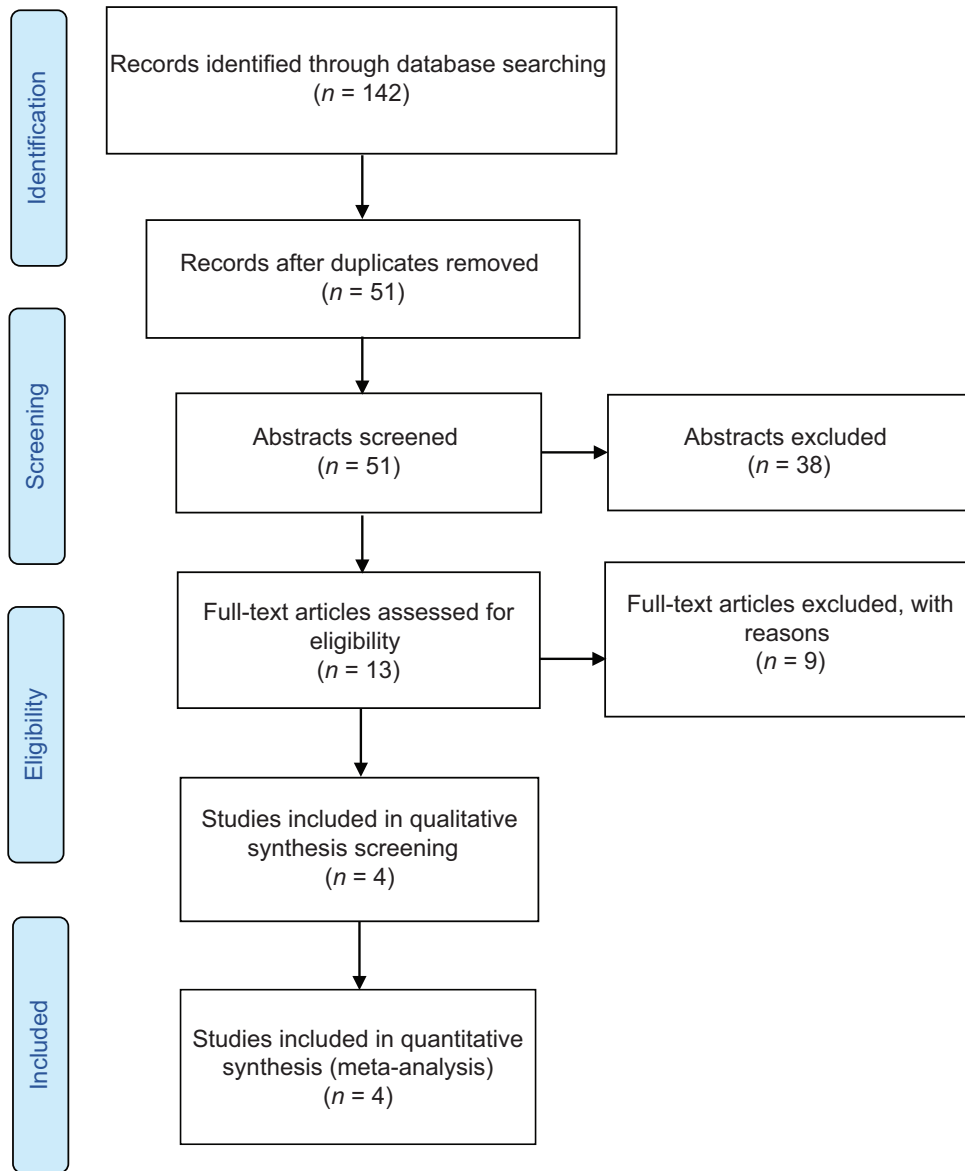 Identification
Records identified through database searching
(n = 142)
Records after duplicates removed
(n = 51)
Screening
Abstracts screened
(n = 51)
Abstracts excluded
(n = 38)
Eligibility
Full-text articles assessed for
eligibility
(n = 13)
Full-text articles excluded, with
reasons
(n = 9)
Studies included in qualitative
synthesis screening
(n = 4)
Included
Studies included in quantitative
synthesis (meta-analysis)
(n = 4)